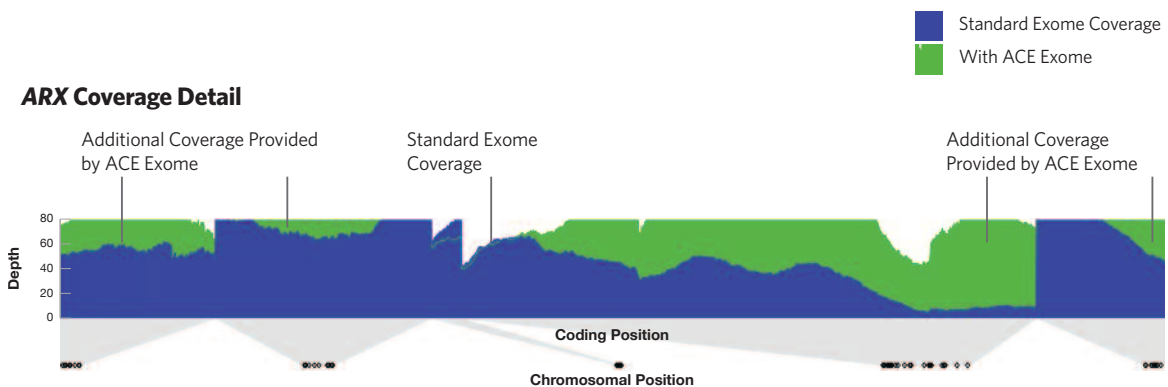 Standard Exome Coverage
With ACE Exome
ARX Coverage Detail
Additional Coverage Provided
by ACE Exome
Standard Exome
Coverage
Additional Coverage
Provided by ACE Exome
Depth
80
60
40
20
0
Coding Position
Chromosomal Position